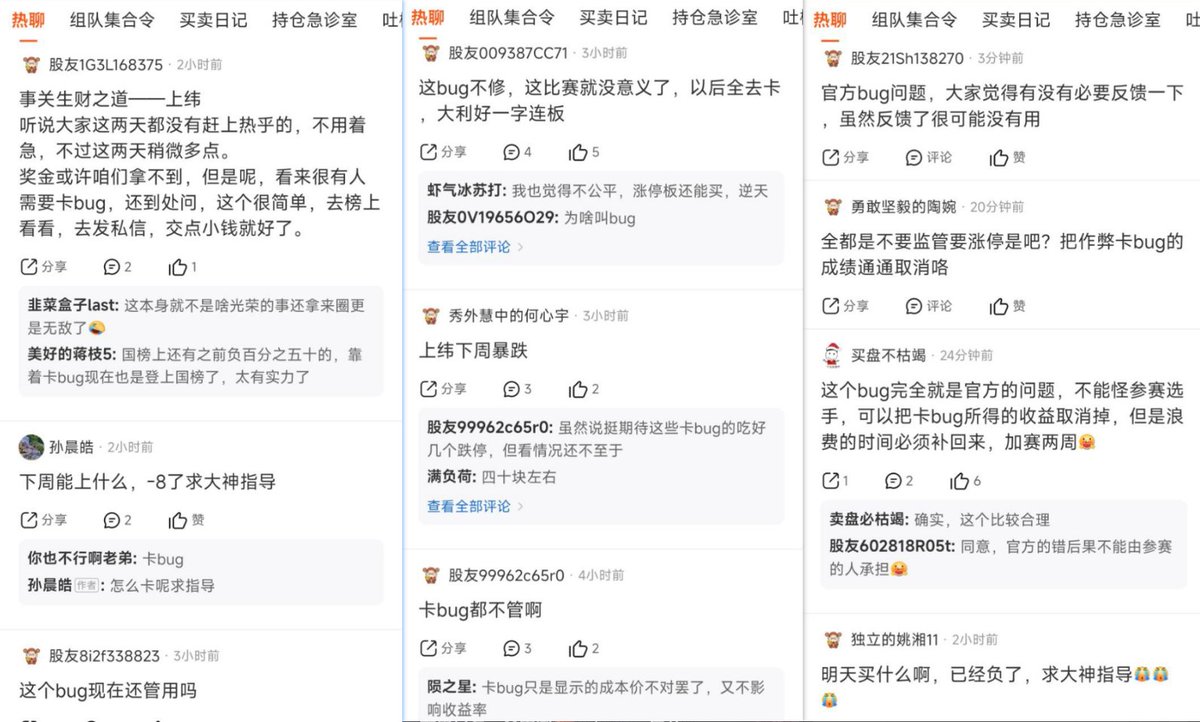 热聊 组队集合令 买卖日记 持仓急诊室
股友1G3L168375 · 2小时前
事关生财之道——上纬
听说大家这两天都没有赶上热乎的，不用着
急，不过这两天稍微多点。
奖金或许咱们拿不到，但是呢，看来很有人
需要卡bug，还到处问，这个很简单，去榜上
看看，去发私信，交点小钱就好了。
分享 2 1
韭菜盒子last: 这本身就不是啥光荣的事还拿来圈更
是无敌了
美好的蒋枝5: 国榜上还有之前负百分之五十的，靠
着卡bug现在也是登上国榜了，太有实力了
孙晨皓 · 2小时前
下周能上什么，-8了求大神指导
分享 2 赞
你也不行啊老弟: 卡bug
孙晨皓 作者: 怎么卡呢求指导
股友8i2f338823 · 3小时前
这个bug现在还管用吗
热聊 组队集合令 买卖日记 持仓急诊室
股友009387CC71 · 3小时前
这bug不修，这比赛就没意义了，以后全去卡
，大利好一字连板
分享 4 5
虾气冰苏打: 我也觉得不公平，涨停板还能买，逆天
股友0V19656O29: 为啥叫bug
查看全部评论
秀外慧中的何心宇 · 3小时前
上纬下周暴跌
分享 3 2
股友99962c65r0: 虽然说挺期待这些卡bug的吃好
几个跌停，但看情况还不至于
满负荷: 四十块左右
查看全部评论
股友99962c65r0 · 4小时前
卡bug都不管啊
分享 3 2
陨之星: 卡bug只是显示的成本价不对罢了，又不影
响收益率
热聊 组队集合令 买卖日记 持仓急诊室
股友21Sh138270 · 3分钟前
官方bug问题，大家觉得有没有必要反馈一下
，虽然反馈了很可能没有用
分享 评论 赞
勇敢坚毅的陶婉 · 20分钟前
全都是不要监管要涨停是吧？把作弊卡bug的
成绩通通取消咯
分享 评论 赞
买盘不枯竭 · 24分钟前
这个bug完全就是官方的问题，不能怪参赛选
手，可以把卡bug所得的收益取消掉，但是浪
费的时间必须补回来，加赛两周
1 2 6
卖盘必枯竭: 确实，这个比较合理
股友602818R05t: 同意，官方的错后果不能由参赛
的人承担
独立的姚湘11 · 2小时前
明天买什么啊，已经负了，求大神指导